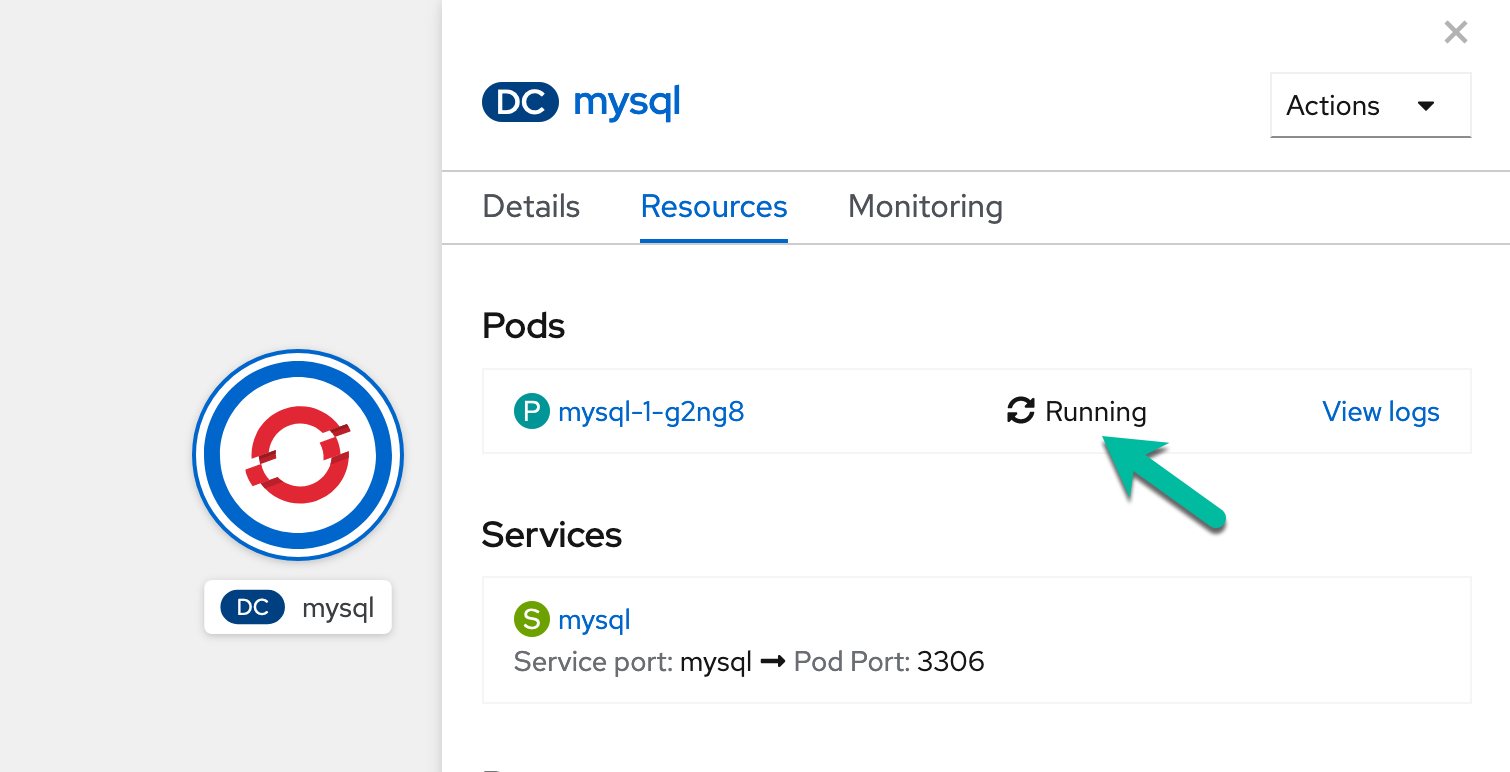 DC mysql
Actions
Details Resources Monitoring
Pods
P mysql-1-g2ng8 Running View logs
Services
S mysql
Service port: mysql → Pod Port: 3306
DC mysql